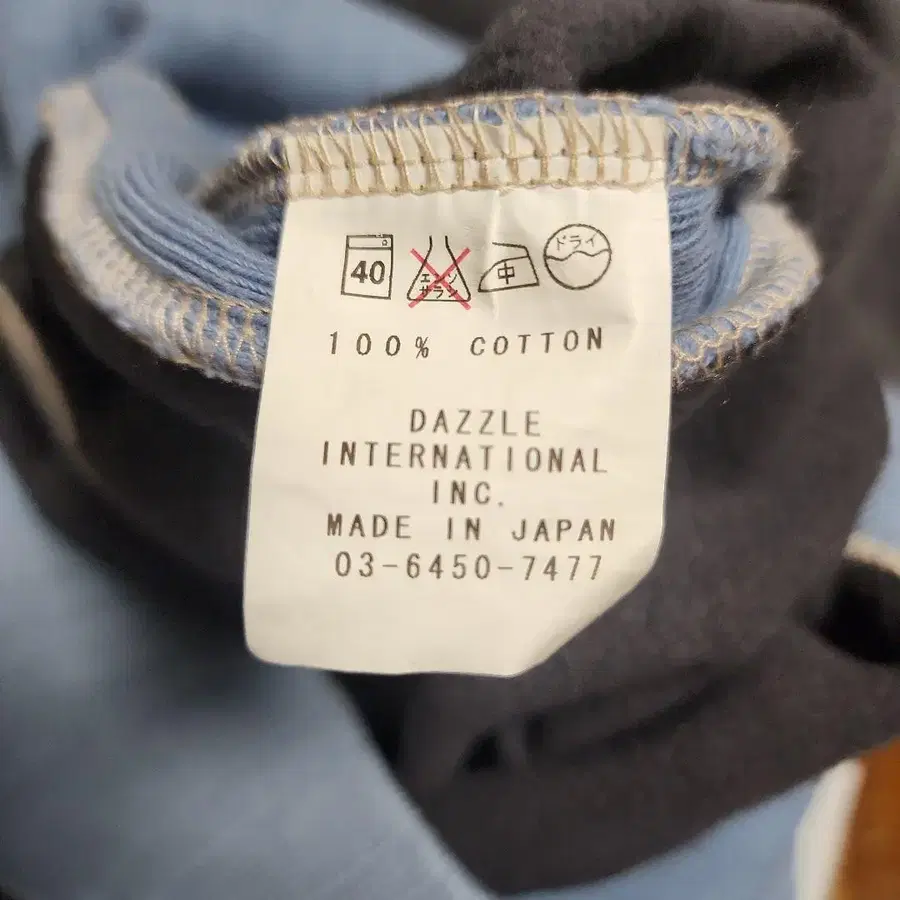 40 エンソ サラシ 中 ドライ
100% COTTON
DAZZLE
INTERNATIONAL
INC.
MADE IN JAPAN
03-6450-7477